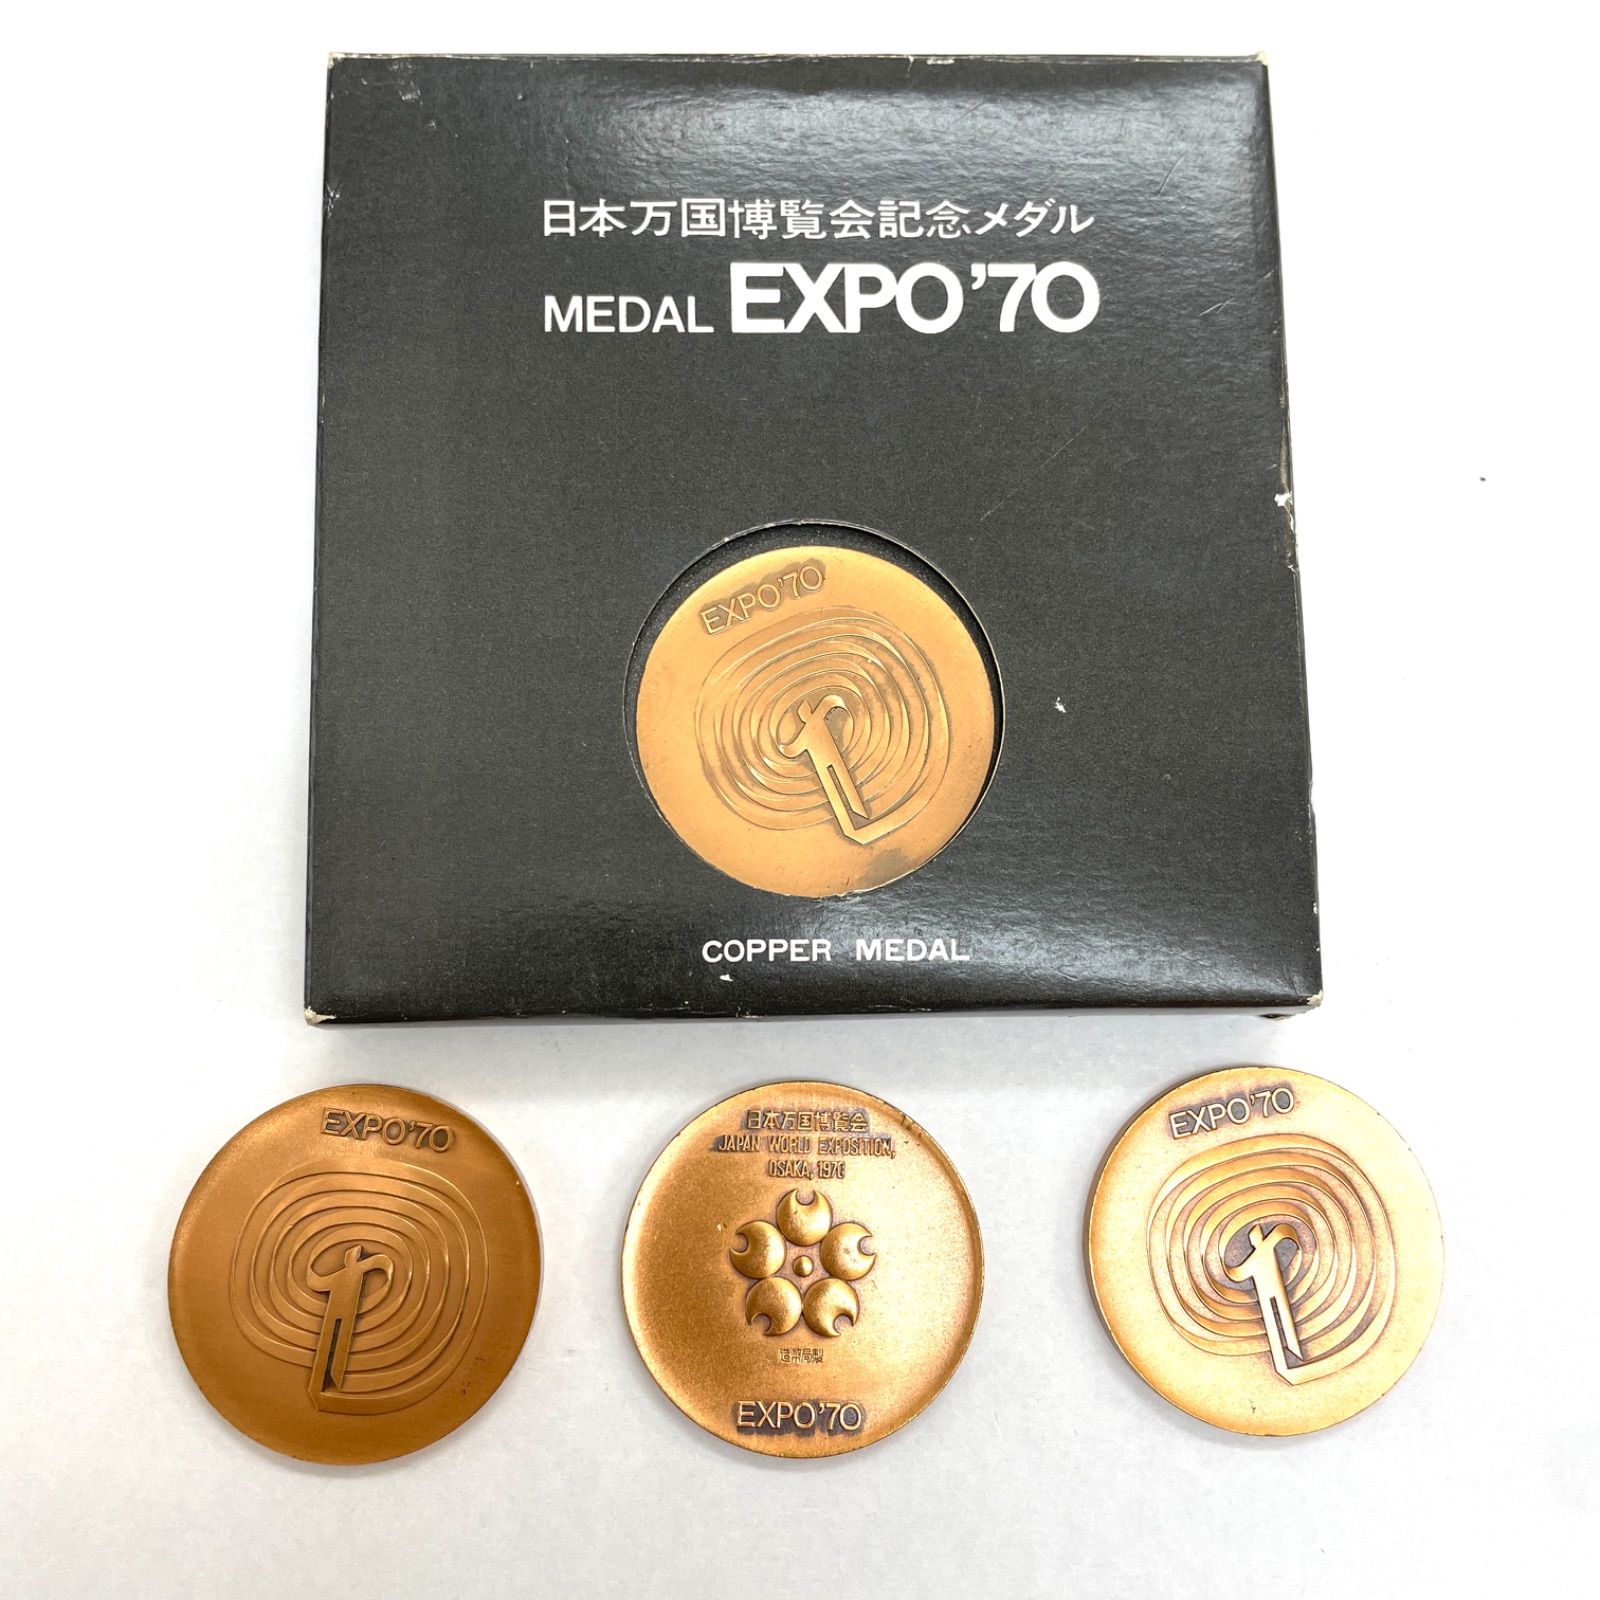 日本万国博覧会記念メダル
MEDAL EXPO'70
EXPO'70
COPPER MEDAL
EXPO'70
日本万国博覧会
JAPAN WORLD EXPOSITION,
OSAKA, 1970
造幣局製
EXPO'70
EXPO'70